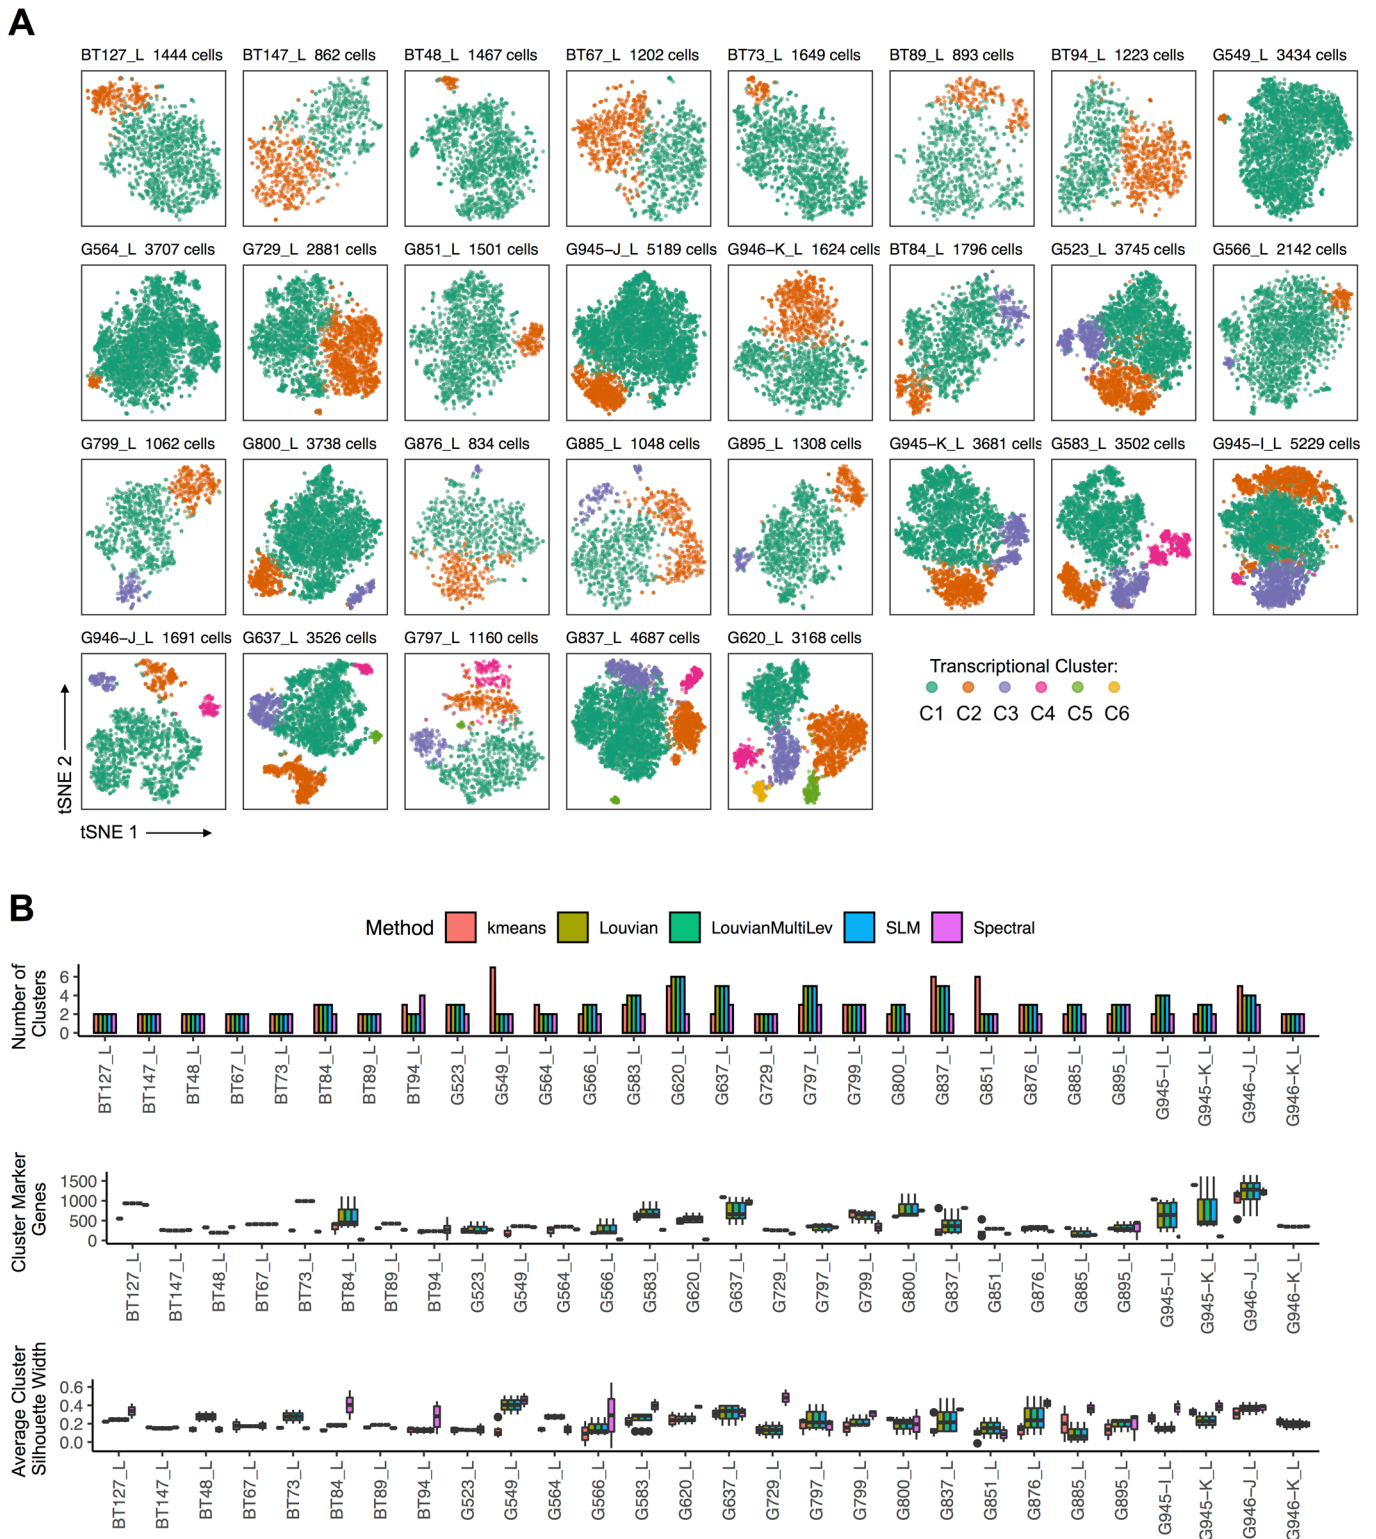 A
BT127_L 1444 cells
BT147_L 862 cells
BT48_L 1467 cells
BT67_L 1202 cells
BT73_L 1649 cells
BT89_L 893 cells
BT94_L 1223 cells
G549_L 3434 cells
G564_L 3707 cells
G729_L 2881 cells
G851_L 1501 cells
G945-J_L 5189 cells
G946-K_L 1624 cells
BT84_L 1796 cells
G523_L 3745 cells
G566_L 2142 cells
G799_L 1062 cells
G800_L 3738 cells
G876_L 834 cells
G885_L 1048 cells
G895_L 1308 cells
G945-K_L 3681 cells
G583_L 3502 cells
G945-I_L 5229 cells
G946-J_L 1691 cells
G637_L 3526 cells
G797_L 1160 cells
G837_L 4687 cells
G620_L 3168 cells
Transcriptional Cluster:
C1 C2 C3 C4 C5 C6
tSNE 2
tSNE 1
B
Method kmeans Louvian LouvianMultiLev SLM Spectral
Number of
Clusters
6
4
2
0
BT127_L BT147_L BT48_L BT67_L BT73_L BT84_L BT89_L BT94_L G523_L G549_L G564_L G566_L G583_L G620_L G637_L G729_L G797_L G799_L G800_L G837_L G851_L G876_L G885_L G895_L G945-I_L G945-K_L G946-J_L G946-K_L
Cluster Marker
Genes
1500
1000
500
0
BT127_L BT147_L BT48_L BT67_L BT73_L BT84_L BT89_L BT94_L G523_L G549_L G564_L G566_L G583_L G620_L G637_L G729_L G797_L G799_L G800_L G837_L G851_L G876_L G885_L G895_L G945-I_L G945-K_L G946-J_L G946-K_L
Average Cluster
Silhouette Width
0.6
0.4
0.2
0.0
BT127_L BT147_L BT48_L BT67_L BT73_L BT84_L BT89_L BT94_L G523_L G549_L G564_L G566_L G583_L G620_L G637_L G729_L G797_L G799_L G800_L G837_L G851_L G876_L G885_L G895_L G945-I_L G945-K_L G946-J_L G946-K_L